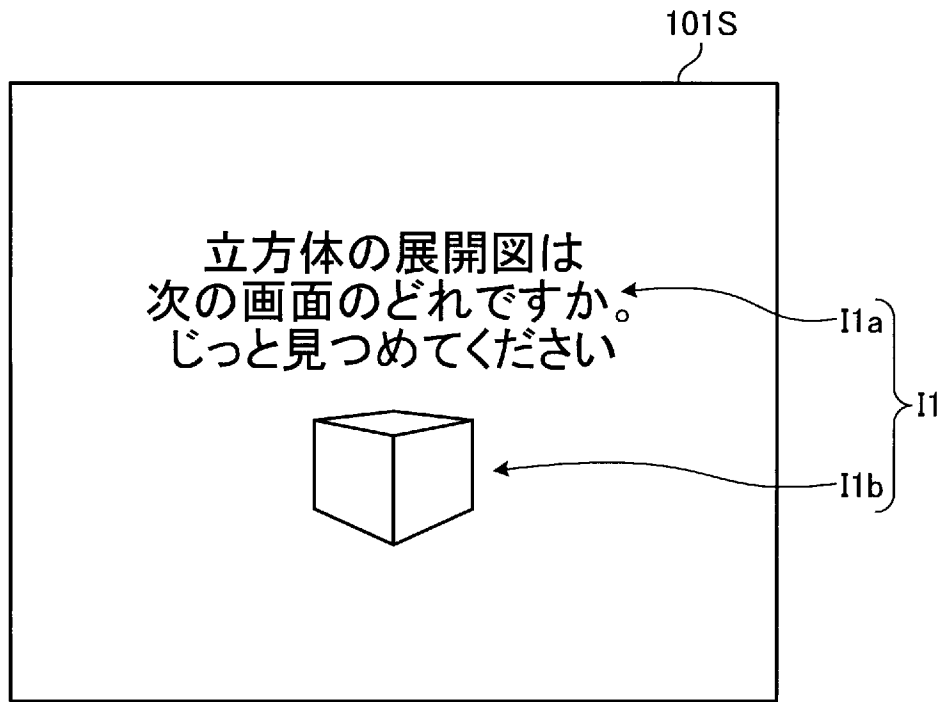 101S
立方体の展開図は
次の画面のどれですか。
じっと見つめてください
I1a
I1
I1b